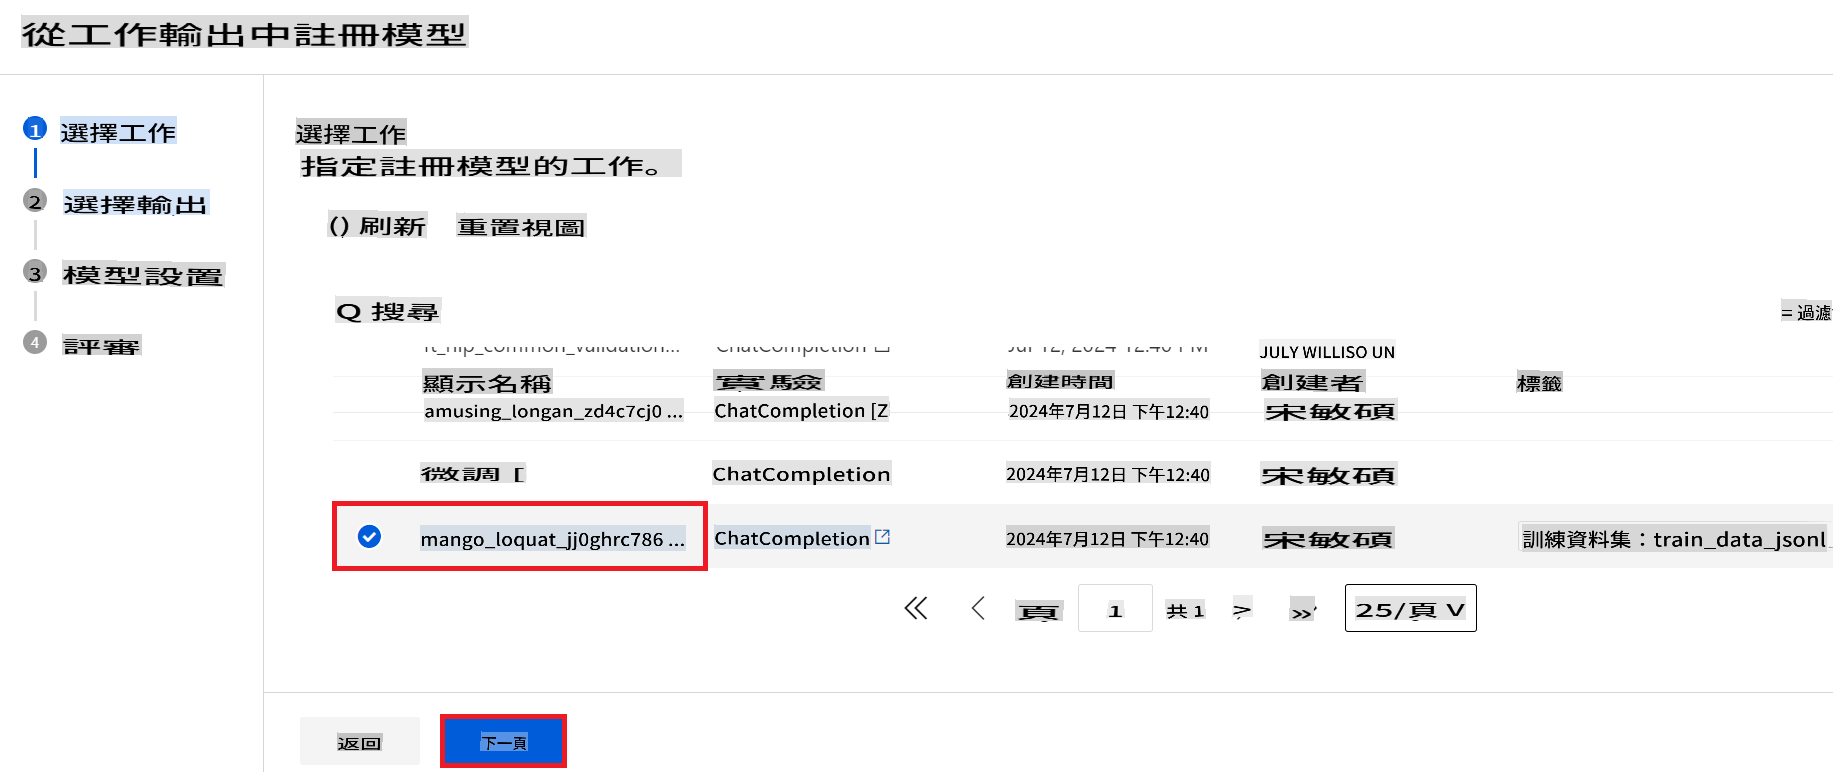 從工作輸出中註冊模型
1 選擇工作
2 選擇輸出
3 模型設置
4 評審
選擇工作
指定註冊模型的工作。
() 刷新 重置視圖
Q 搜尋 = 過濾
ft_nlp_common_validation... ChatCompletion Jul 12, 2024 12:40 PM JULY WILLISO UN
顯示名稱 實驗 創建時間 創建者 標籤
amusing_longan_zd4c7cj0 ... ChatCompletion [Z 2024年7月12日 下午12:40 宋敏碩
微調 [ ChatCompletion 2024年7月12日 下午12:40 宋敏碩
mango_loquat_jj0ghrc786 ... ChatCompletion 2024年7月12日 下午12:40 宋敏碩 訓練資料集：train_data_jsonl
頁 1 共 1 > » 25/頁 V
返回 下一頁